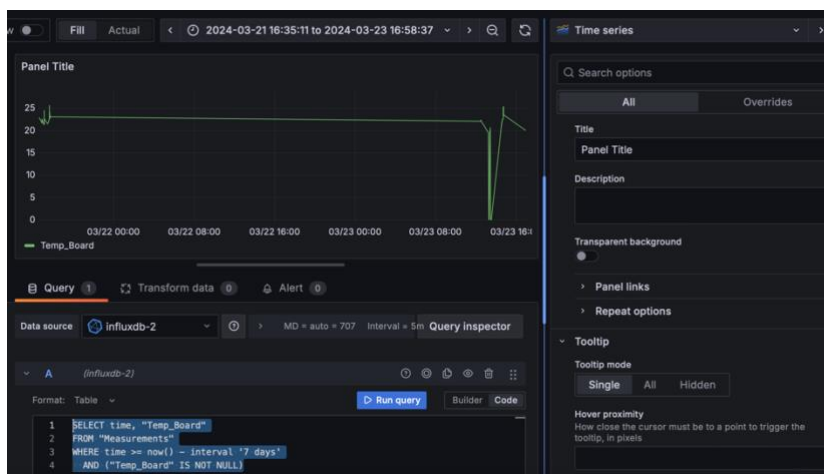 w Fill Actual 2024-03-21 16:35:11 to 2024-03-23 16:58:37
Panel Title
25
20
15
10
5
0
03/22 00:00 03/22 08:00 03/22 16:00 03/23 00:00 03/23 08:00 03/23 16:
Temp_Board
Query 1 Transform data 0 Alert 0
Data source influxdb-2 MD = auto = 707 Interval = 5m Query inspector
A (influxdb-2)
Format: Table Run query Builder Code
1 SELECT time, "Temp_Board"
2 FROM "Measurements"
3 WHERE time >= now() - interval '7 days'
4 AND ("Temp_Board" IS NOT NULL)
Time series
Search options
All Overrides
Title
Panel Title
Description
Transparent background
Panel links
Repeat options
Tooltip
Tooltip mode
Single All Hidden
Hover proximity
How close the cursor must be to a point to trigger the
tooltip, in pixels